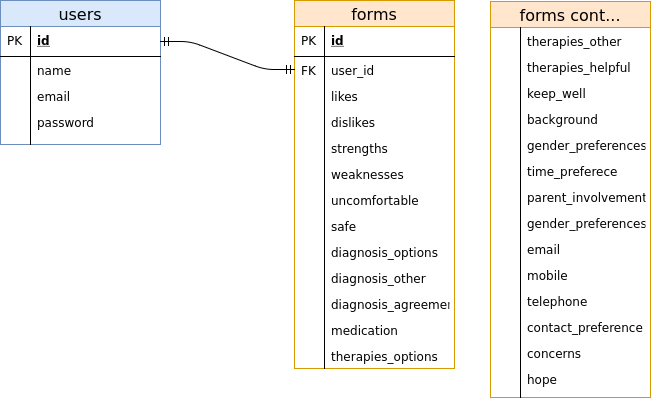 users
PK id
name
email
password
forms
PK id
FK user_id
likes
dislikes
strengths
weaknesses
uncomfortable
safe
diagnosis_options
diagnosis_other
diagnosis_agreemer
medication
therapies_options
forms cont...
therapies_other
therapies_helpful
keep_well
background
gender_preferences
time_preferece
parent_involvement
gender_preferences
email
mobile
telephone
contact_preference
concerns
hope